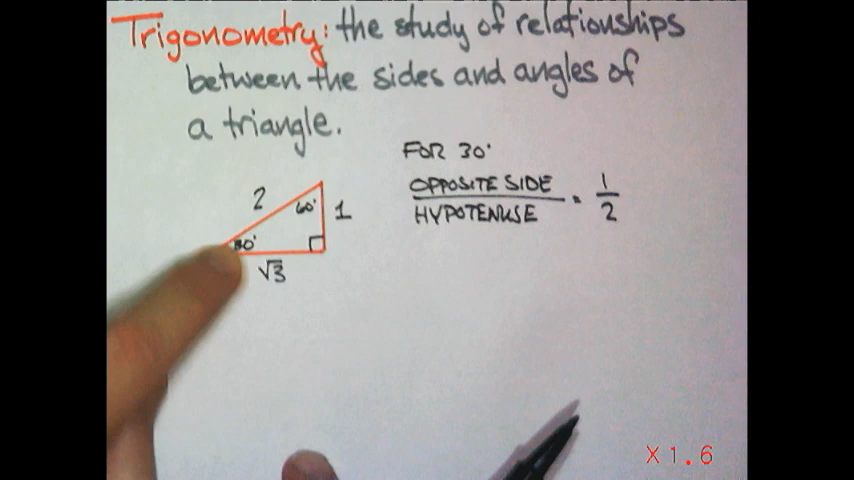 Trigonometry: the study of relationships
between the sides and angles of
a triangle.
FOR 30°
OPPOSITE SIDE
HYPOTENUSE
=
1
2
2
60°
1
30°
√3
X1.6